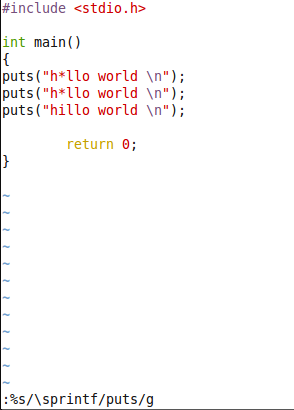 #include <stdio.h>
int main()
{
puts("h*llo world \n");
puts("h*llo world \n");
puts("hillo world \n");
return 0;
}
~
~
~
~
~
~
~
~
~
~
~
~
:%s/\sprintf/puts/g